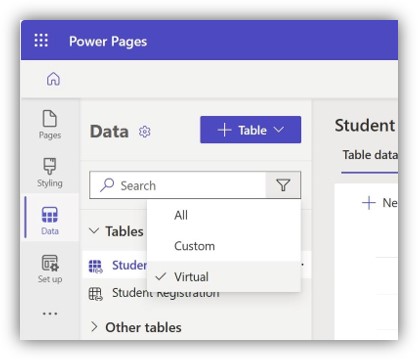 Power Pages
Pages
Styling
Data
Set up
Data
Table
Search
All
Custom
Virtual
Tables
Studen
Student Registration
Other tables
Student
Table data
Ne